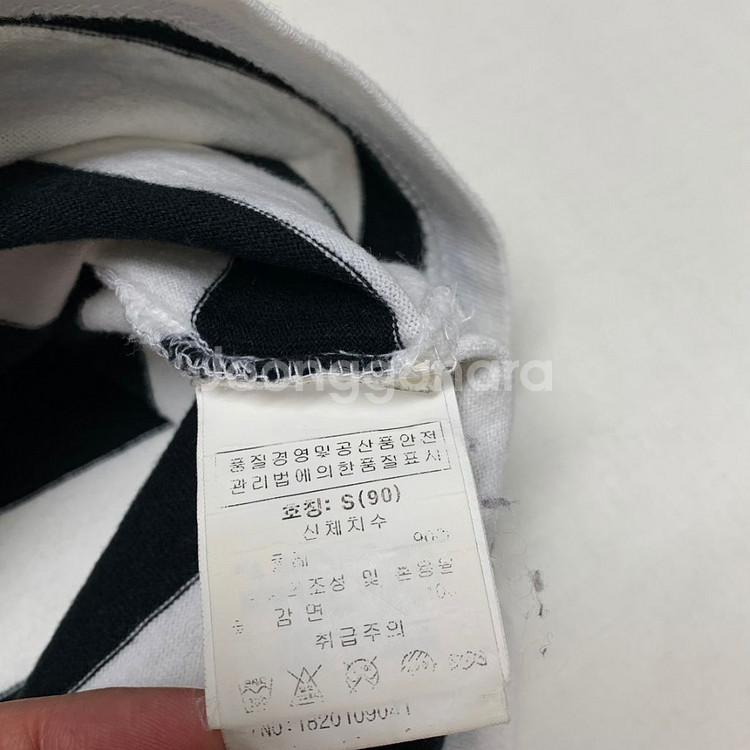 joonggonara
품질경영및공산품안전
관리법에의한품질표시
호칭: S(90)
신체치수
조성 및 혼용율
감 면
취급주의
NO:1820109041